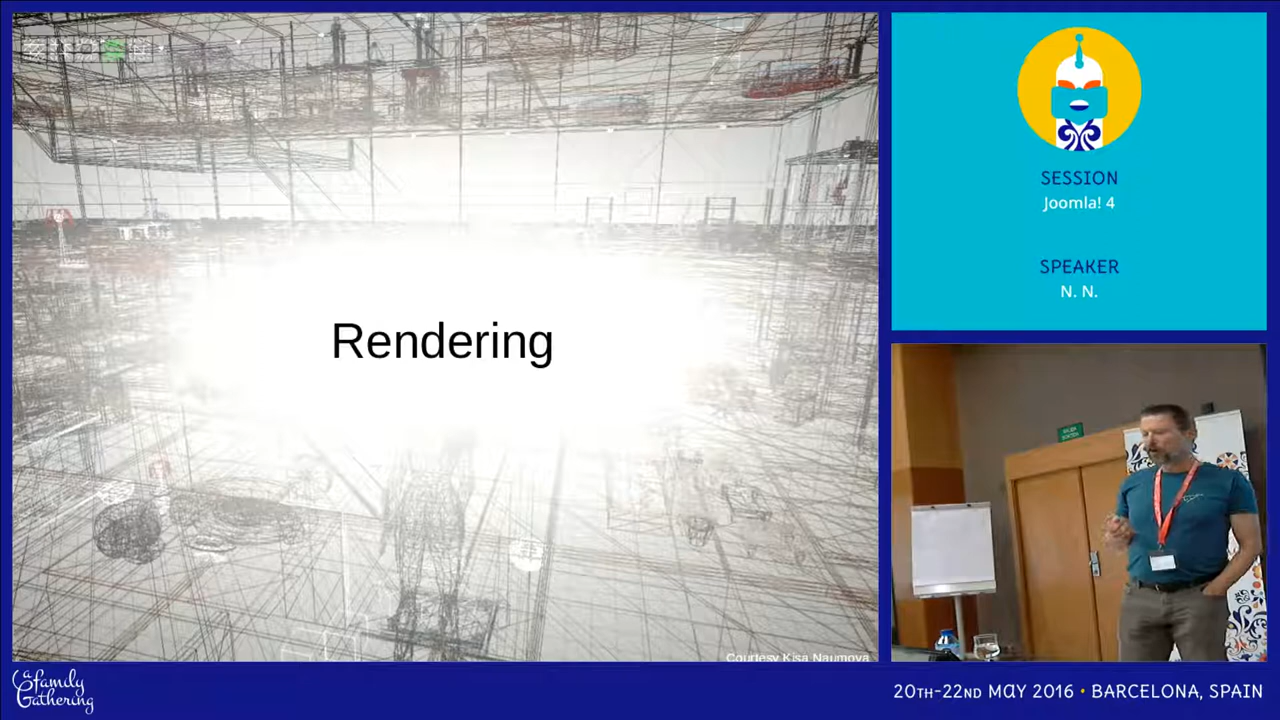 Rendering
Courtesy Kisa Naumova
SESSION
Joomla! 4
SPEAKER
N. N.
a family
Gathering
20TH-22ND MAY 2016 • BARCELONA, SPAIN